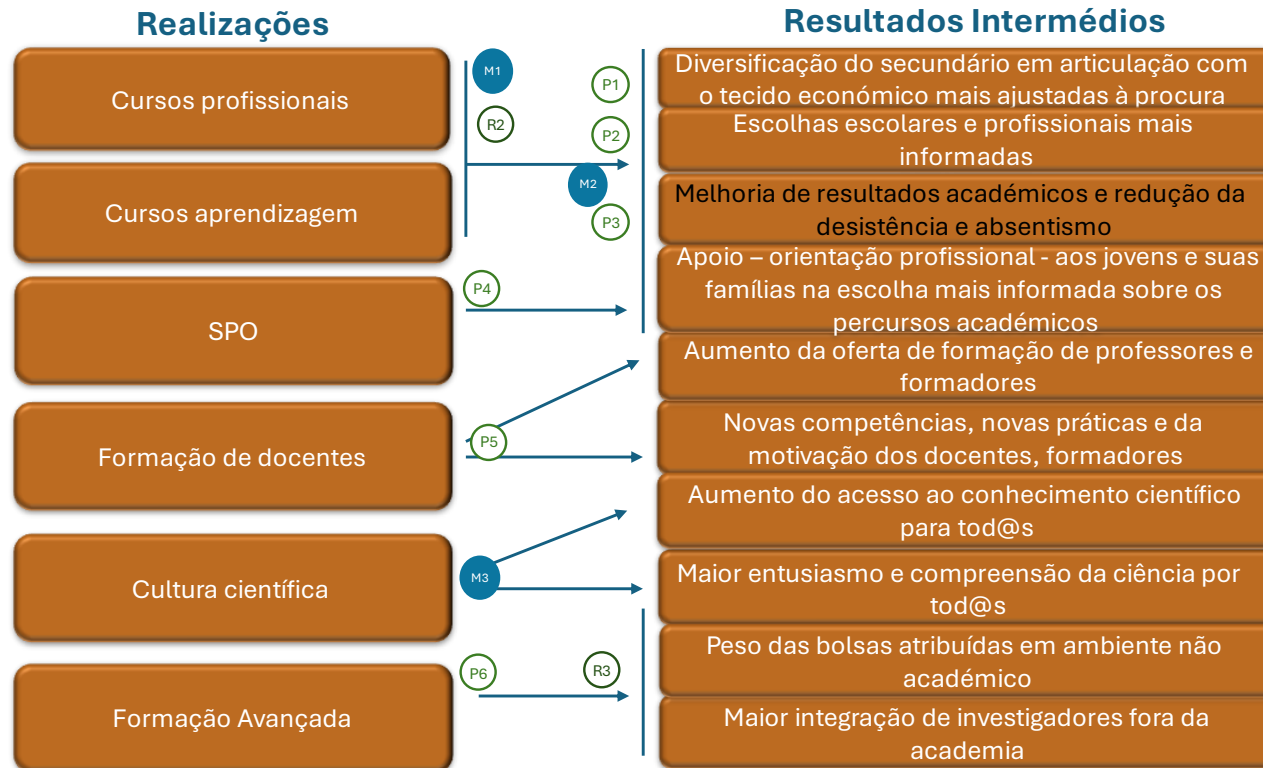 Realizações
Resultados Intermédios
Cursos profissionais
Cursos aprendizagem
SPO
Formação de docentes
Cultura científica
Formação Avançada
M1
R2
P1
P2
M2
P3
P4
P5
M3
P6
R3
Diversificação do secundário em articulação com
o tecido económico mais ajustadas à procura
Escolhas escolares e profissionais mais
informadas
Melhoria de resultados académicos e redução da
desistência e absentismo
Apoio – orientação profissional - aos jovens e suas
famílias na escolha mais informada sobre os
percursos académicos
Aumento da oferta de formação de professores e
formadores
Novas competências, novas práticas e da
motivação dos docentes, formadores
Aumento do acesso ao conhecimento científico
para tod@s
Maior entusiasmo e compreensão da ciência por
tod@s
Peso das bolsas atribuídas em ambiente não
académico
Maior integração de investigadores fora da
academia